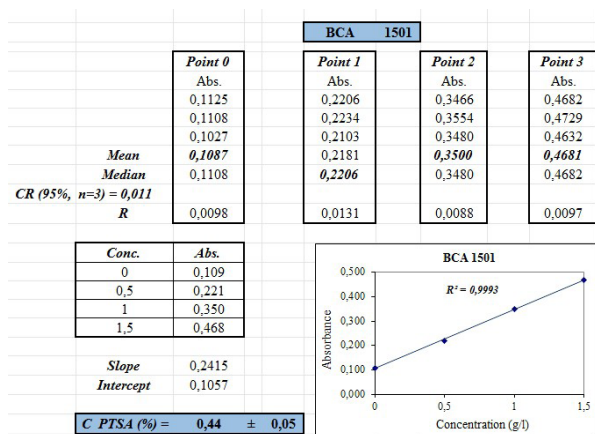 BCA 1501
Point 0 Point 1 Point 2 Point 3
Abs. Abs. Abs. Abs.
0,1125 0,2206 0,3466 0,4682
0,1108 0,2234 0,3554 0,4729
0,1027 0,2103 0,3480 0,4632
Mean 0,1087 0,2181 0,3500 0,4681
Median 0,1108 0,2206 0,3480 0,4682
CR (95%, n=3) = 0,011
R 0,0098 0,0131 0,0088 0,0097
Conc. Abs.
0 0,109
0,5 0,221
1 0,350
1,5 0,468
Slope 0,2415
Intercept 0,1057
C PTSA (%) = 0,44 ± 0,05
BCA 1501
R² = 0,9993
Absorbance
0,500
0,400
0,300
0,200
0,100
0,000
0 0,5 1 1,5
Concentration (g/l)